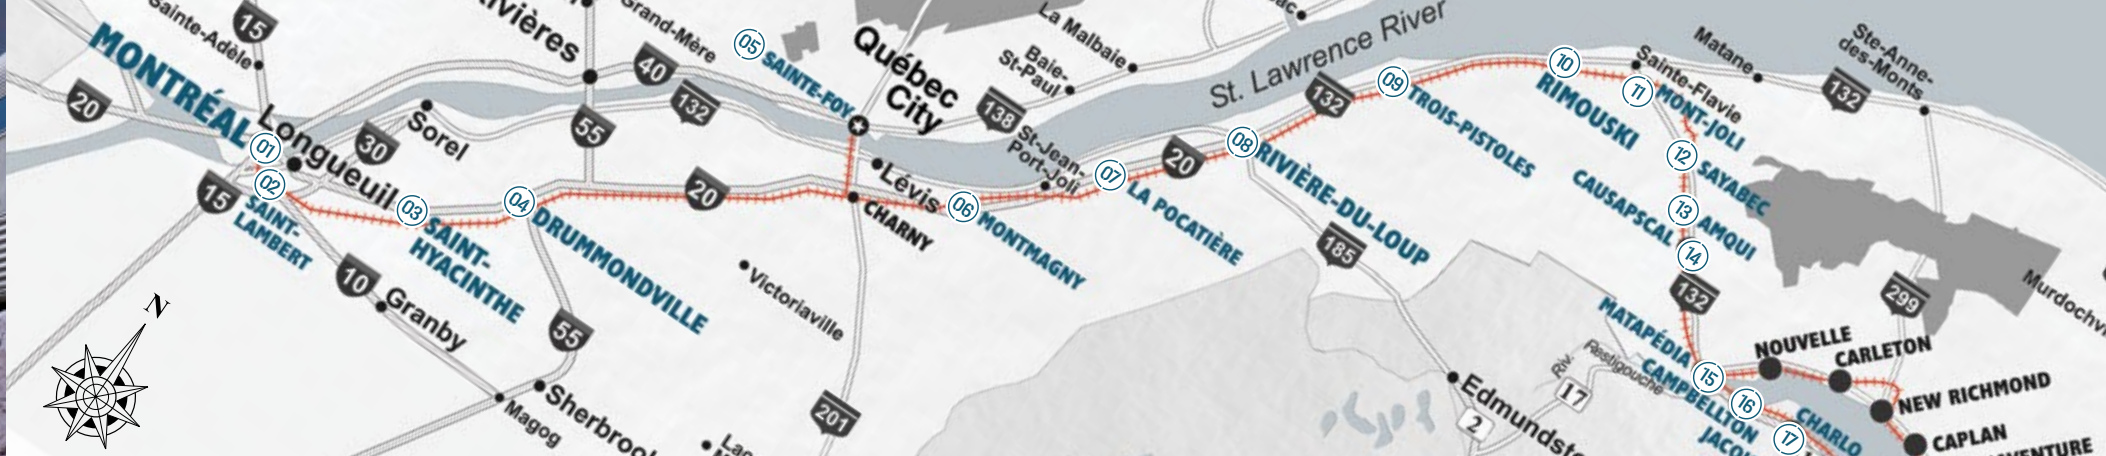 15
Sainte-Adèle
MONTRÉAL
20
01
Longueuil
02
15
SAINT-
LAMBERT
30
Sorel
03
SAINT-
HYACINTHE
10
Granby
Magog
N
Grand-Mère
40
132
55
04
DRUMMONDVILLE
55
20
Victoriaville
05
SAINTE-FOY
Québec
City
Lévis
CHARNY
201
La Malbaie
Baie-
St-Paul
138
St-Jean-
Port-Joli
06
MONTMAGNY
07
LA POCATIÈRE
20
St. Lawrence River
132
08
RIVIÈRE-DU-LOUP
185
09
TROIS-PISTOLES
10
RIMOUSKI
Sainte-Flavie
11
MONT-JOLI
12
SAYABEC
13
AMQUI
CAUSAPSCAL
14
132
MATAPÉDIA
Riv.
Restigouche
17
2
15
CAMPBELLTON
16
17
CHARLO
NOUVELLE
CARLETON
NEW RICHMOND
CAPLAN
Matane
132
Ste-Anne-
des-Monts
299